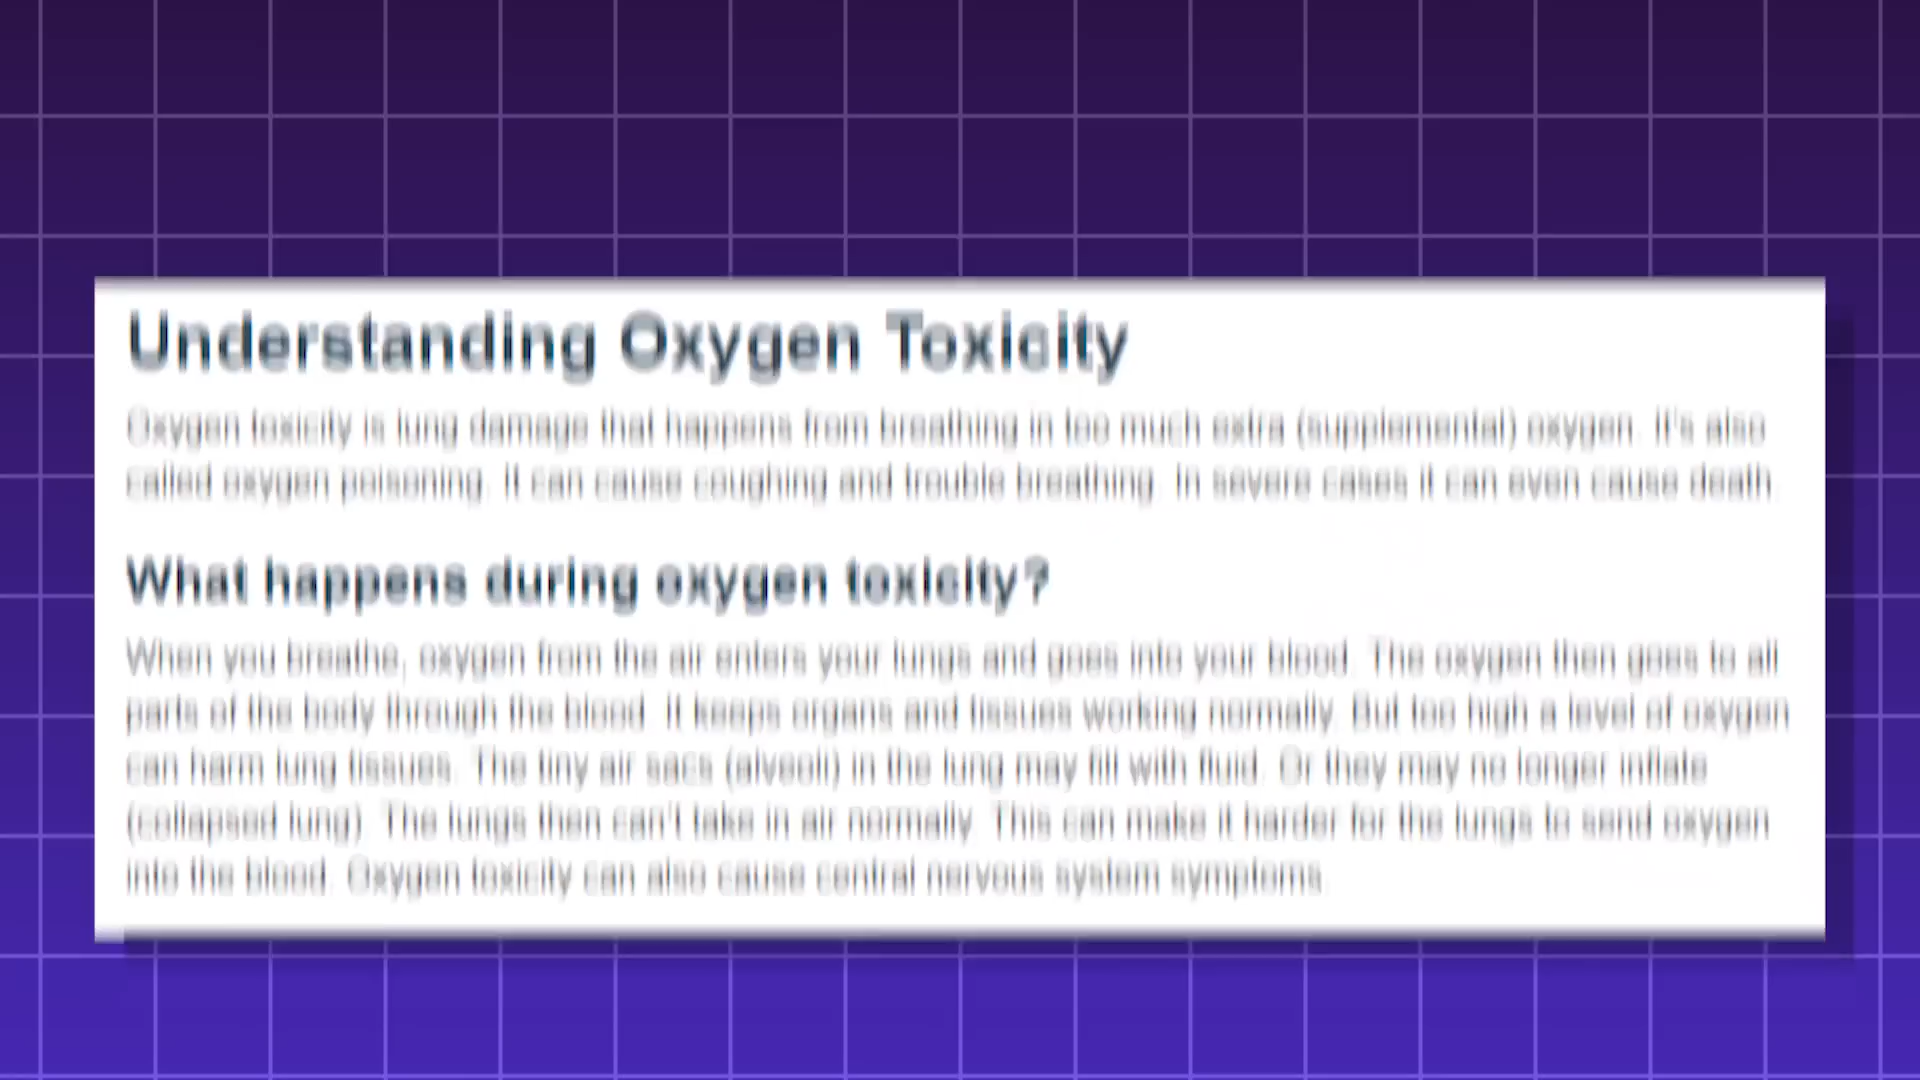 Understanding Oxygen Toxicity
Oxygen toxicity is lung damage that happens from breathing in too much extra (supplemental) oxygen. It's also
called oxygen poisoning. It can cause coughing and trouble breathing. In severe cases it can even cause death.
What happens during oxygen toxicity?
When you breathe, oxygen from the air enters your lungs and goes into your blood. The oxygen then goes to all
parts of the body through the blood. It keeps organs and tissues working normally. But too high a level of oxygen
can harm lung tissues. The tiny air sacs (alveoli) in the lung may fill with fluid. Or they may no longer inflate
(collapsed lung). The lungs then can't take in air normally. This can make it harder for the lungs to send oxygen
into the blood. Oxygen toxicity can also cause central nervous system symptoms.